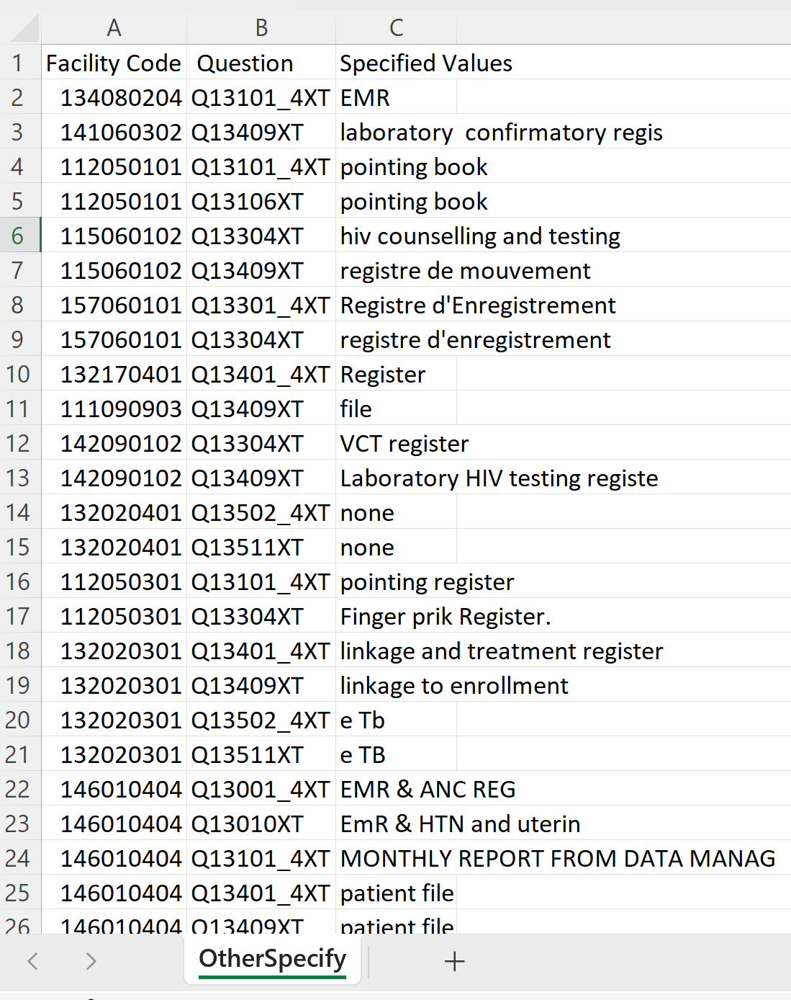 A B C
1 Facility Code Question Specified Values
2 134080204 Q13101_4XT EMR
3 141060302 Q13409XT laboratory  confirmatory regis
4 112050101 Q13101_4XT pointing book
5 112050101 Q13106XT pointing book
6 115060102 Q13304XT hiv counselling and testing
7 115060102 Q13409XT registre de mouvement
8 157060101 Q13301_4XT Registre d'Enregistrement
9 157060101 Q13304XT registre d'enregistrement
10 132170401 Q13401_4XT Register
11 111090903 Q13409XT file
12 142090102 Q13304XT VCT register
13 142090102 Q13409XT Laboratory HIV testing registe
14 132020401 Q13502_4XT none
15 132020401 Q13511XT none
16 112050301 Q13101_4XT pointing register
17 112050301 Q13304XT Finger prik Register.
18 132020301 Q13401_4XT linkage and treatment register
19 132020301 Q13409XT linkage to enrollment
20 132020301 Q13502_4XT e Tb
21 132020301 Q13511XT e TB
22 146010404 Q13001_4XT EMR & ANC REG
23 146010404 Q13010XT EmR & HTN and uterin
24 146010404 Q13101_4XT MONTHLY REPORT FROM DATA MANAG
25 146010404 Q13401_4XT patient file
26 146010404 Q13409XT patient file
OtherSpecify